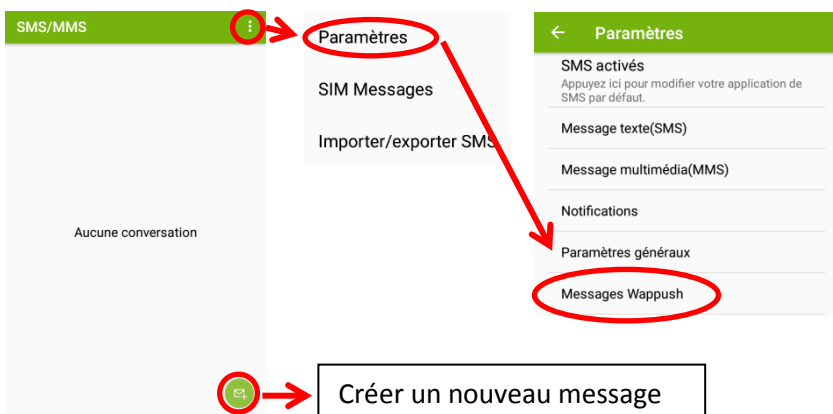 SMS/MMS
Aucune conversation
Paramètres
SIM Messages
Importer/exporter SMS
Paramètres
SMS activés
Appuyez ici pour modifier votre application de
SMS par défaut.
Message texte(SMS)
Message multimédia(MMS)
Notifications
Paramètres généraux
Messages Wappush
Créer un nouveau message